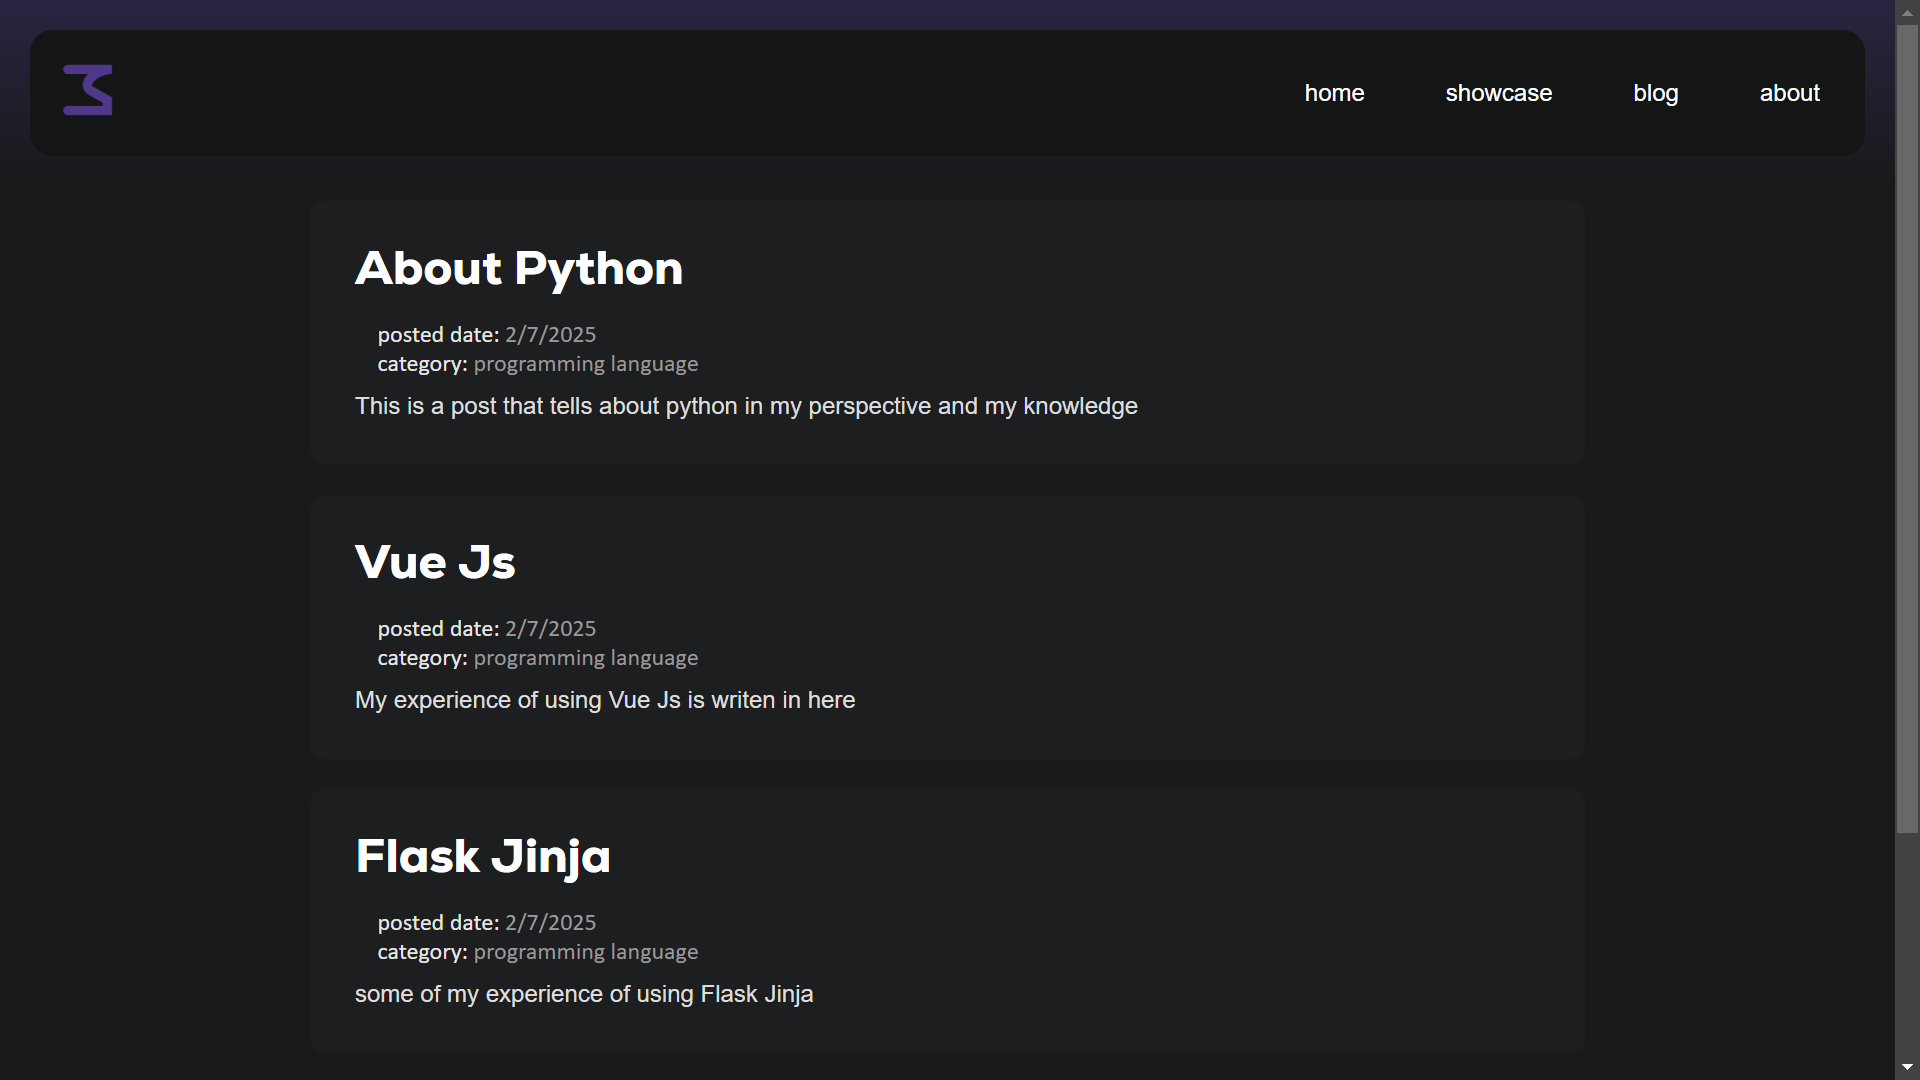 home showcase blog about
About Python
posted date: 2/7/2025
category: programming language
This is a post that tells about python in my perspective and my knowledge
Vue Js
posted date: 2/7/2025
category: programming language
My experience of using Vue Js is writen in here
Flask Jinja
posted date: 2/7/2025
category: programming language
some of my experience of using Flask Jinja